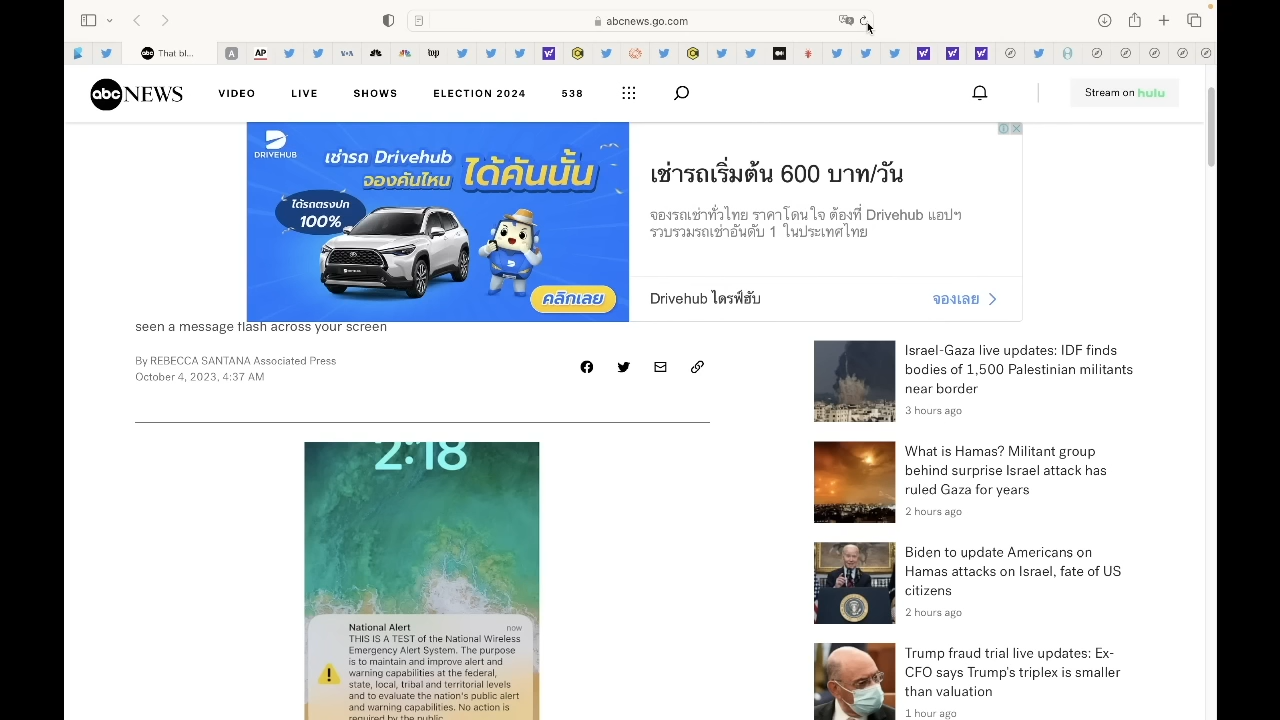 abcnews.go.com
abc That bl...
A
AP
VOA
top
abc NEWS
VIDEO
LIVE
SHOWS
ELECTION 2024
538
Stream on hulu
DRIVEHUB
เช่ารถ Drivehub
จองคันไหน ได้คันนั้น
ได้รถตรงปก
100%
คลิกเลย
เช่ารถเริ่มต้น 600 บาท/วัน
จองรถเช่าทั่วไทย ราคาโดนใจ ต้องที่ Drivehub แอปฯ
รวบรวมรถเช่าอันดับ 1 ในประเทศไทย
Drivehub ไดรฟ์ฮับ
จองเลย
seen a message flash across your screen
By REBECCA SANTANA Associated Press
October 4, 2023, 4:37 AM
2:18
National Alert
now
THIS IS A TEST of the National Wireless
Emergency Alert System. The purpose
is to maintain and improve alert and
warning capabilities at the federal,
state, local, tribal and territorial levels
and to evaluate the nation's public alert
and warning capabilities. No action is
required by the public.
Israel-Gaza live updates: IDF finds
bodies of 1,500 Palestinian militants
near border
3 hours ago
What is Hamas? Militant group
behind surprise Israel attack has
ruled Gaza for years
2 hours ago
Biden to update Americans on
Hamas attacks on Israel, fate of US
citizens
2 hours ago
Trump fraud trial live updates: Ex-
CFO says Trump's triplex is smaller
than valuation
1 hour ago